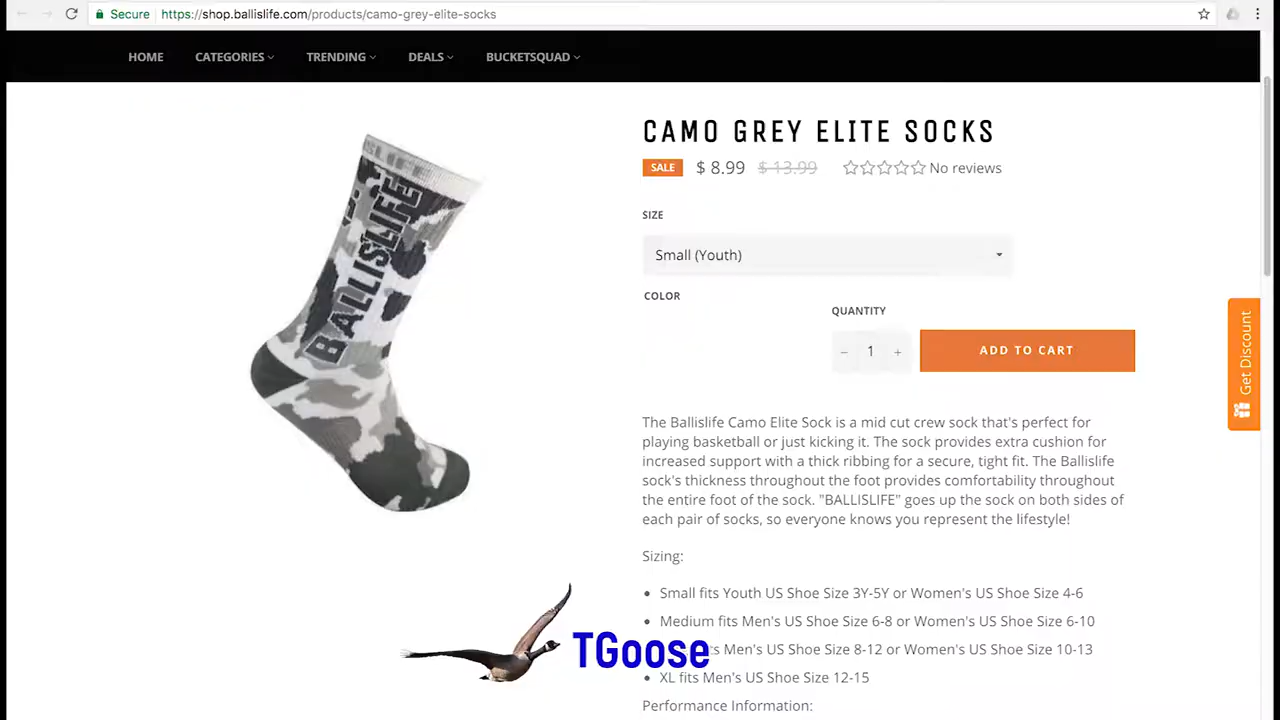 Secure https://shop.ballislife.com/products/camo-grey-elite-socks
HOME CATEGORIES TRENDING DEALS BUCKETSQUAD
BALLISLIFE
CAMO GREY ELITE SOCKS
SALE $ 8.99 $ 13.99 No reviews
SIZE
Small (Youth)
COLOR
QUANTITY
− 1 + ADD TO CART
Get Discount
The Ballislife Camo Elite Sock is a mid cut crew sock that's perfect for
playing basketball or just kicking it. The sock provides extra cushion for
increased support with a thick ribbing for a secure, tight fit. The Ballislife
sock's thickness throughout the foot provides comfortability throughout
the entire foot of the sock. "BALLISLIFE" goes up the sock on both sides of
each pair of socks, so everyone knows you represent the lifestyle!
Sizing:
• Small fits Youth US Shoe Size 3Y-5Y or Women's US Shoe Size 4-6
• Medium fits Men's US Shoe Size 6-8 or Women's US Shoe Size 6-10
Men's US Shoe Size 8-12 or Women's US Shoe Size 10-13
TGoose
• XL fits Men's US Shoe Size 12-15
Performance Information: